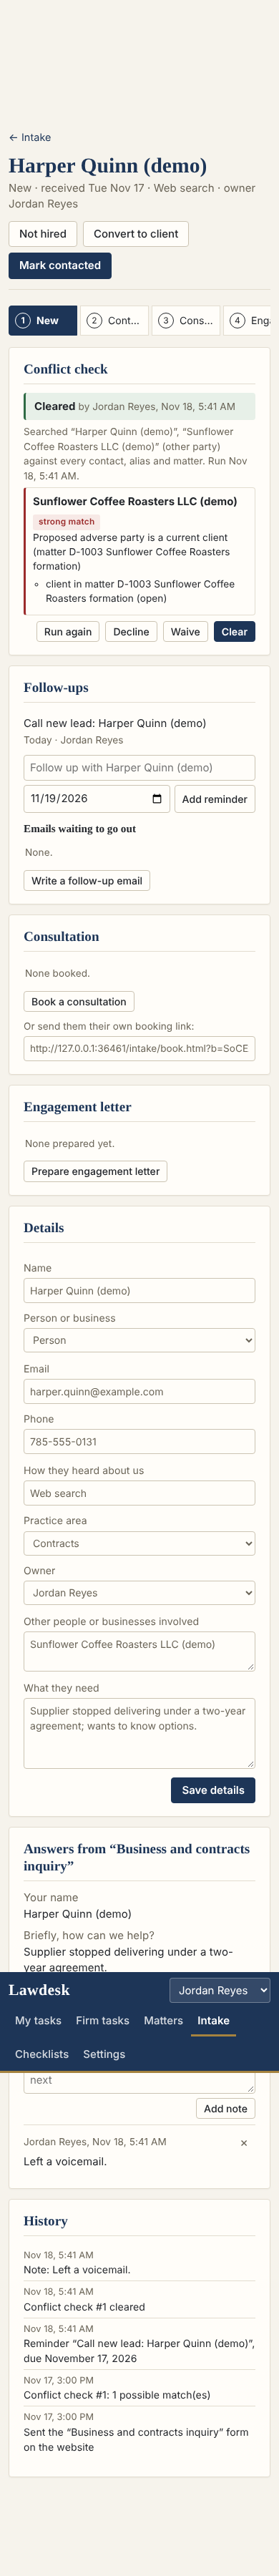 ← Intake
Harper Quinn (demo)
New · received Tue Nov 17 · Web search · owner
Jordan Reyes
Not hired
Convert to client
Mark contacted
1 New
2 Cont…
3 Cons…
4 Enga
Conflict check
Cleared by Jordan Reyes, Nov 18, 5:41 AM
Searched “Harper Quinn (demo)”, “Sunflower
Coffee Roasters LLC (demo)” (other party)
against every contact, alias and matter. Run Nov
18, 5:41 AM.
Sunflower Coffee Roasters LLC (demo)
strong match
Proposed adverse party is a current client
(matter D-1003 Sunflower Coffee Roasters
formation)
client in matter D-1003 Sunflower Coffee
Roasters formation (open)
Run again
Decline
Waive
Clear
Follow-ups
Call new lead: Harper Quinn (demo)
Today · Jordan Reyes
Follow up with Harper Quinn (demo)
11/19/2026
Add reminder
Emails waiting to go out
None.
Write a follow-up email
Consultation
None booked.
Book a consultation
Or send them their own booking link:
http://127.0.0.1:36461/intake/book.html?b=SoCE
Engagement letter
None prepared yet.
Prepare engagement letter
Details
Name
Harper Quinn (demo)
Person or business
Person
Email
harper.quinn@example.com
Phone
785-555-0131
How they heard about us
Web search
Practice area
Contracts
Owner
Jordan Reyes
Other people or businesses involved
Sunflower Coffee Roasters LLC (demo)
What they need
Supplier stopped delivering under a two-year
agreement; wants to know options.
Save details
Answers from “Business and contracts
inquiry”
Your name
Harper Quinn (demo)
Briefly, how can we help?
Supplier stopped delivering under a two-
year agreement.
Lawdesk
Jordan Reyes
My tasks
Firm tasks
Matters
Intake
Checklists
Settings
next
Add note
Jordan Reyes, Nov 18, 5:41 AM
×
Left a voicemail.
History
Nov 18, 5:41 AM
Note: Left a voicemail.
Nov 18, 5:41 AM
Conflict check #1 cleared
Nov 18, 5:41 AM
Reminder “Call new lead: Harper Quinn (demo)”,
due November 17, 2026
Nov 17, 3:00 PM
Conflict check #1: 1 possible match(es)
Nov 17, 3:00 PM
Sent the “Business and contracts inquiry” form
on the website